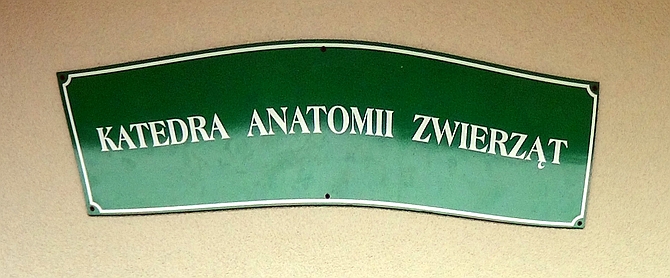 KATEDRA ANATOMII ZWIERZĄT